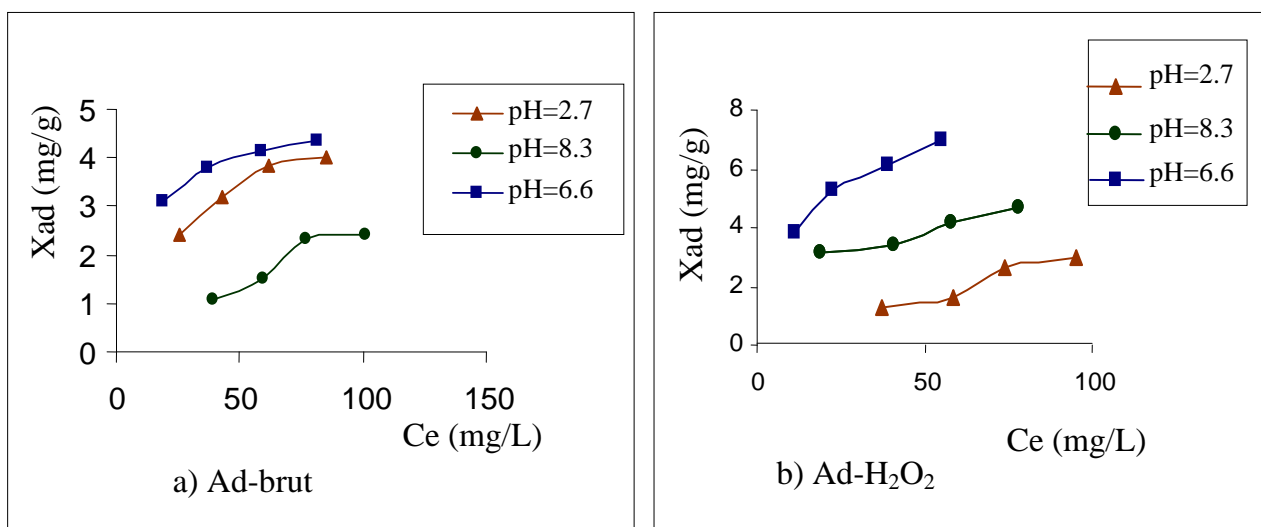 pH=2.7
pH=8.3
pH=6.6
Xad (mg/g)
5
4
3
2
1
0
0 50 100 150
Ce (mg/L)
a) Ad-brut
pH=2.7
pH=8.3
pH=6.6
Xad (mg/g)
8
6
4
2
0
0 50 100
Ce (mg/L)
b) Ad-H₂O₂